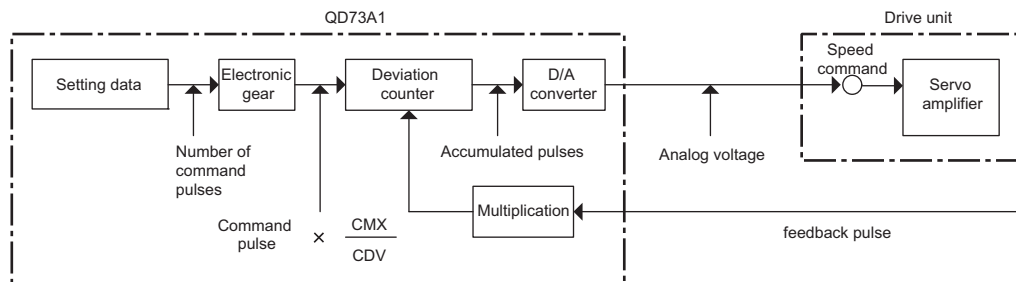 QD73A1
Drive unit
Setting data
Electronic
gear
Deviation
counter
D/A
converter
Speed
command
Servo
amplifier
Number of
command
pulses
Accumulated pulses
Analog voltage
Multiplication
Command
pulse
×
CMX
CDV
feedback pulse